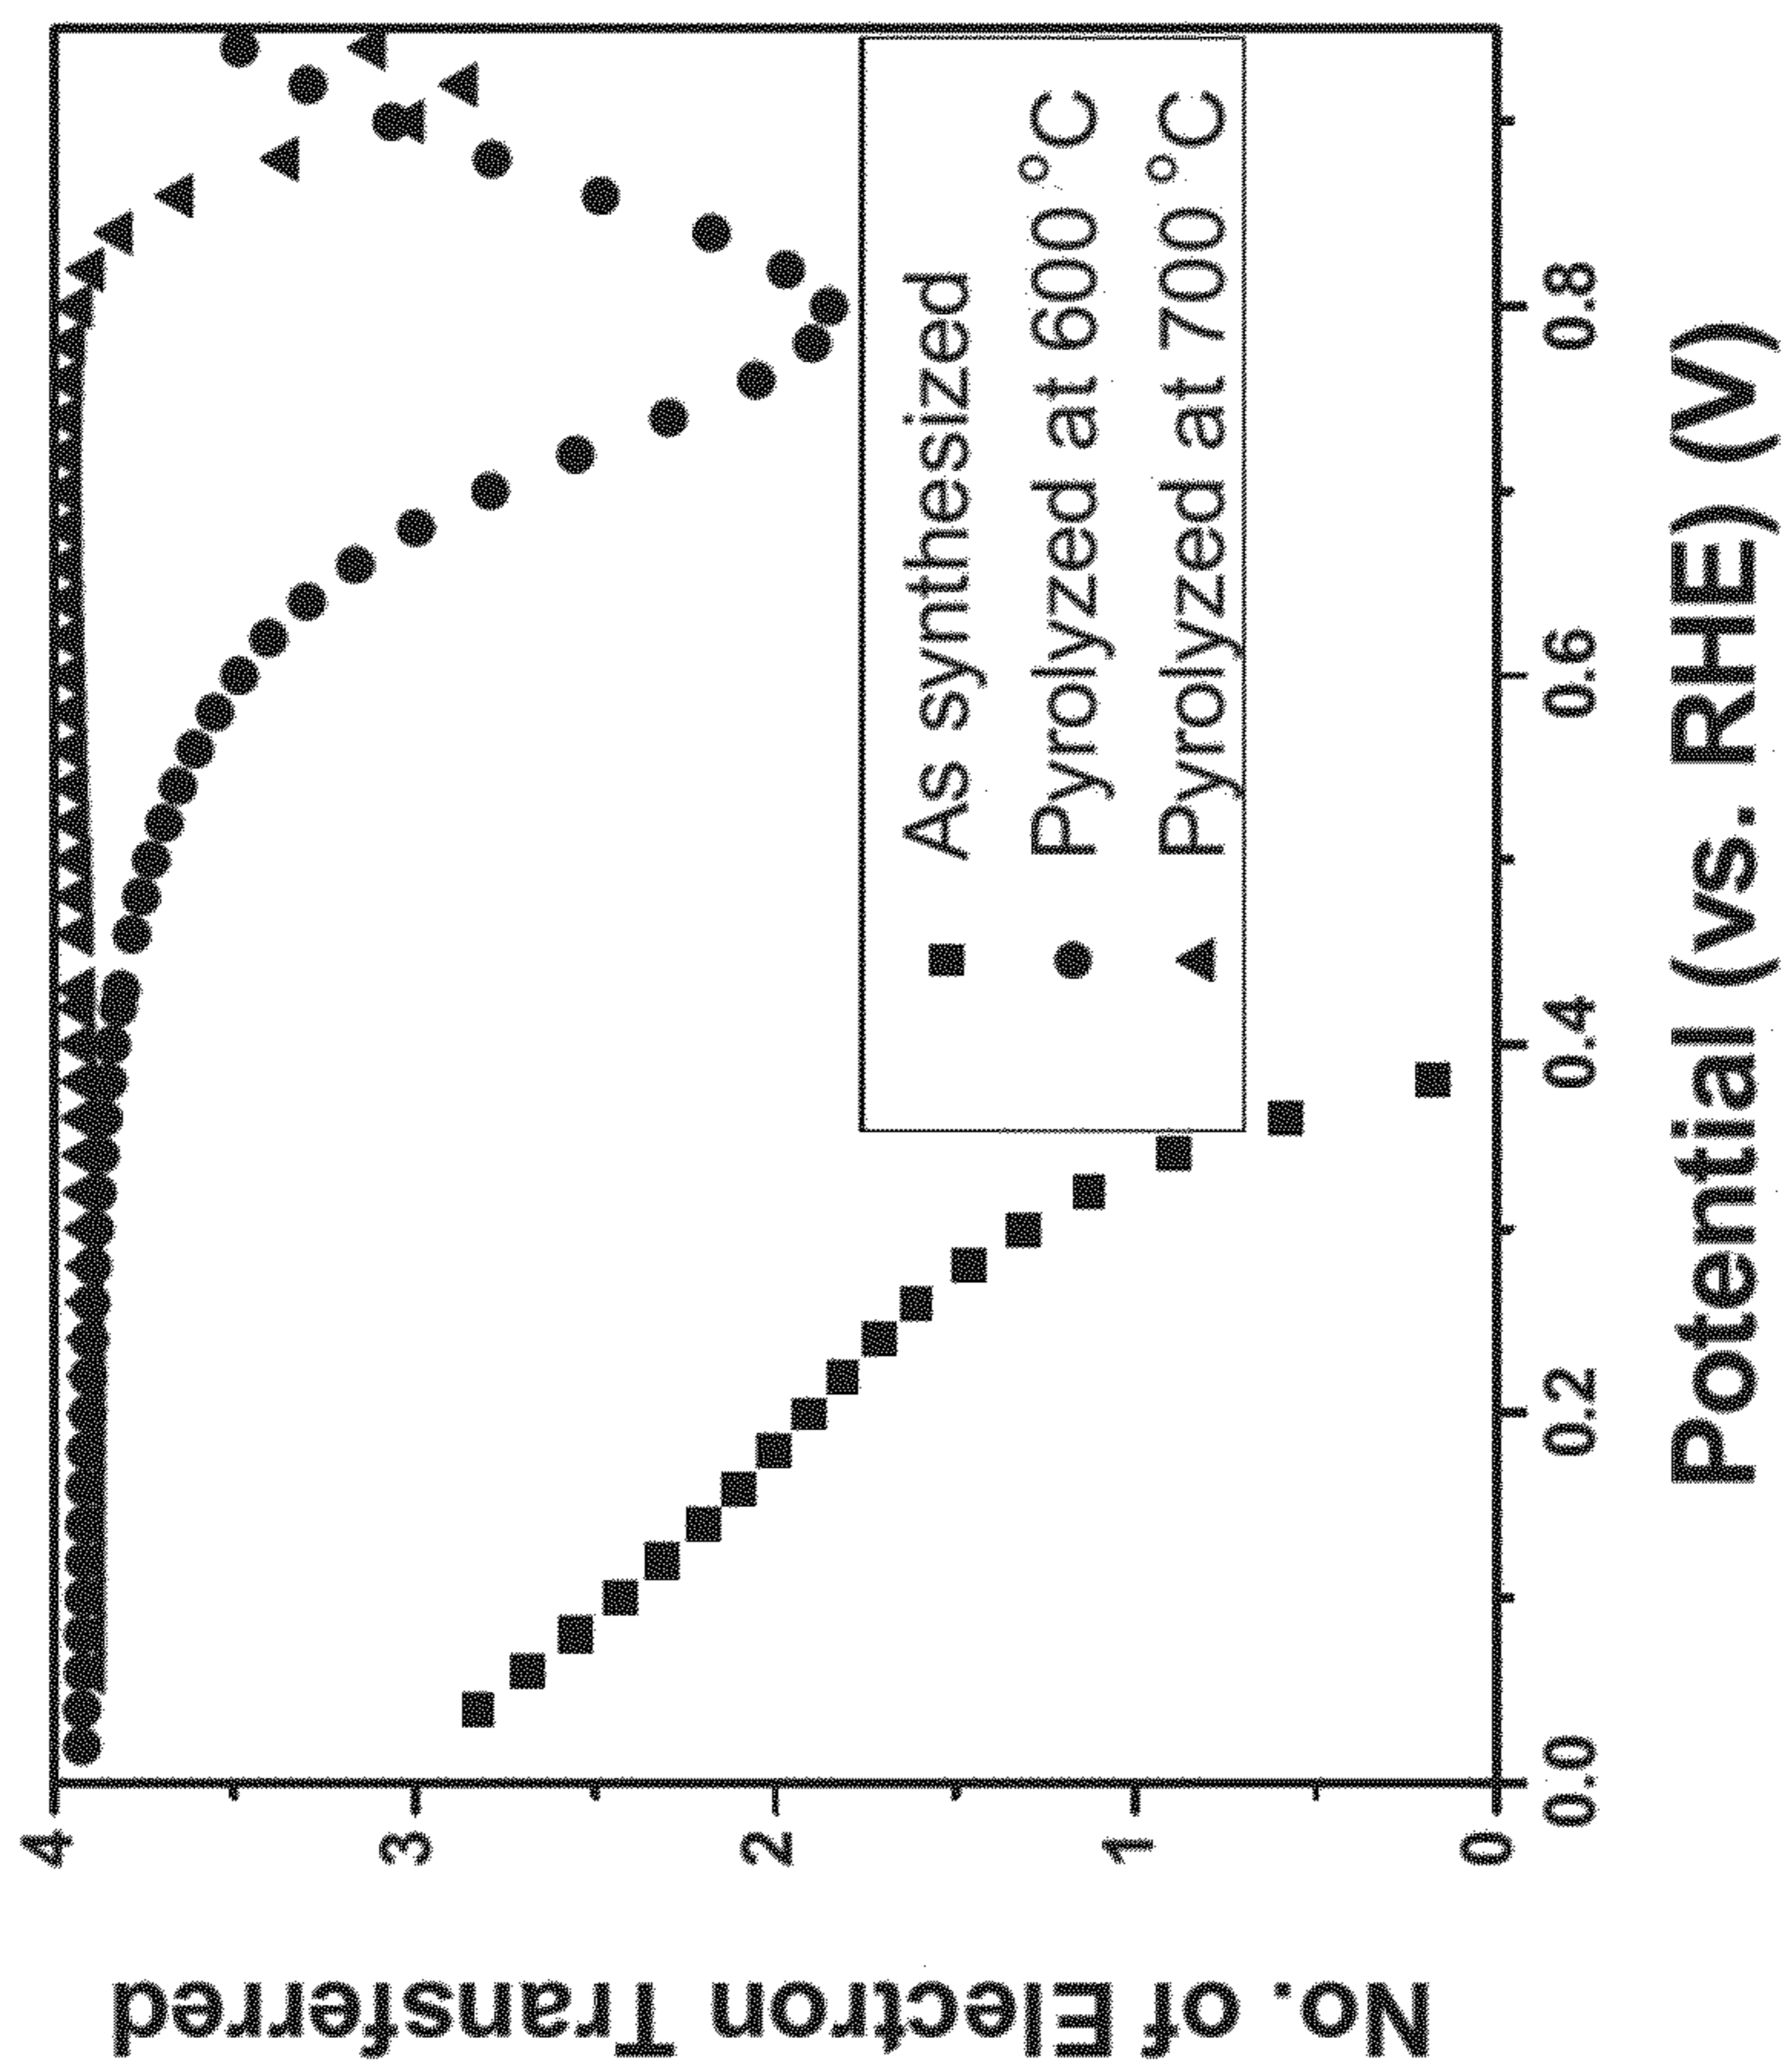 No. of Electron Transferred
4
3
2
1
0
As synthesized
Pyrolyzed at 600 °C
Pyrolyzed at 700 °C
0.0
0.2
0.4
0.6
0.8
Potential (vs. RHE) (V)